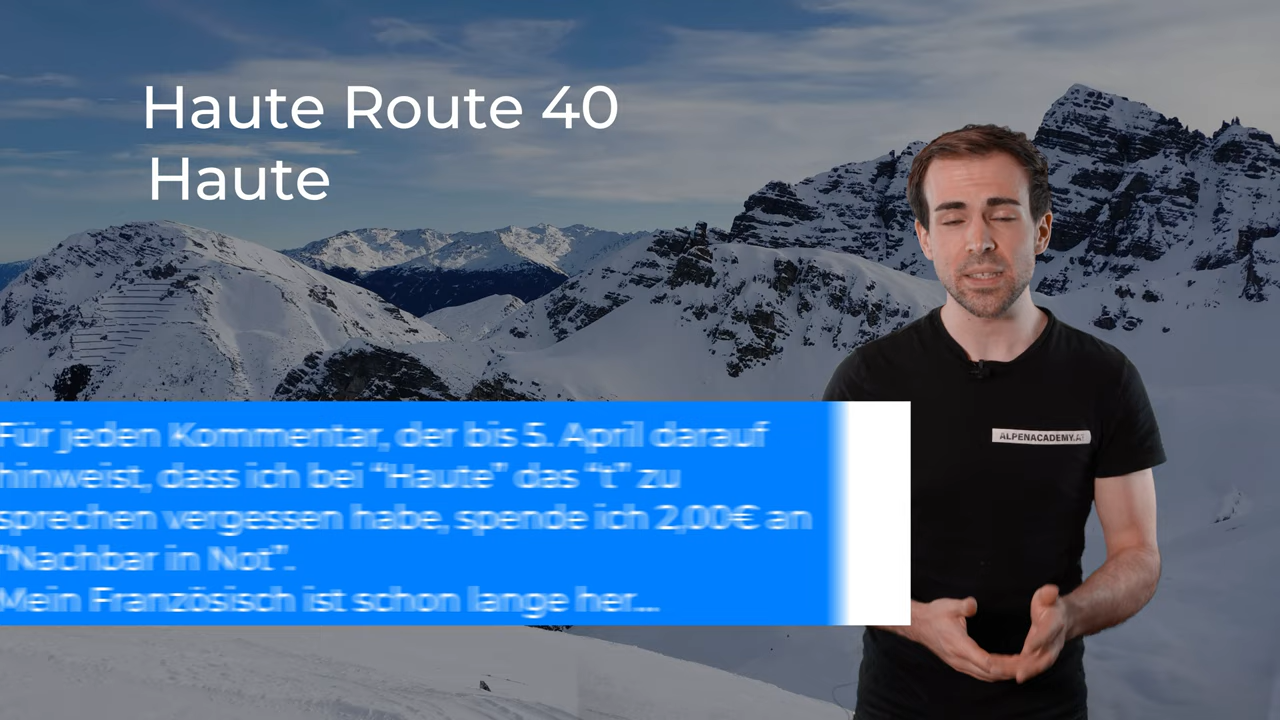 Haute Route 40
Haute
ALPENACADEMY.AT
Für jeden Kommentar, der bis 5. April darauf
hinweist, dass ich bei “Haute” das “t” zu
sprechen vergessen habe, spende ich 2,00€ an
“Nachbar in Not”.
Mein Französisch ist schon lange her...